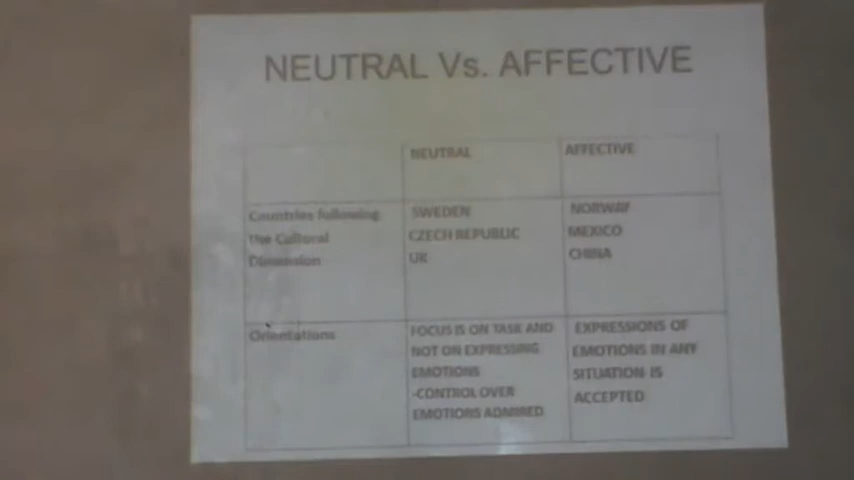 NEUTRAL Vs. AFFECTIVE
NEUTRAL
AFFECTIVE
Countries following
the Cultural
Dimension
SWEDEN
CZECH REPUBLIC
UK
NORWAY
MEXICO
CHINA
Orientations
FOCUS IS ON TASK AND
NOT ON EXPRESSING
EMOTIONS
-CONTROL OVER
EMOTIONS ADMIRED
EXPRESSIONS OF
EMOTIONS IN ANY
SITUATION IS
ACCEPTED